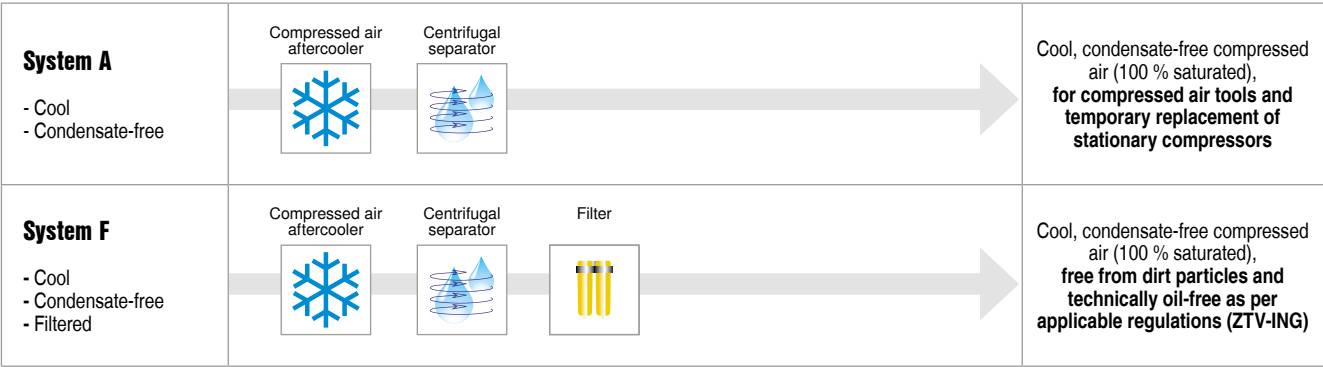 System A
- Cool
- Condensate-free
Compressed air
aftercooler
Centrifugal
separator
Cool, condensate-free compressed
air (100 % saturated),
for compressed air tools and
temporary replacement of
stationary compressors
System F
- Cool
- Condensate-free
- Filtered
Compressed air
aftercooler
Centrifugal
separator
Filter
Cool, condensate-free compressed
air (100 % saturated),
free from dirt particles and
technically oil-free as per
applicable regulations (ZTV-ING)